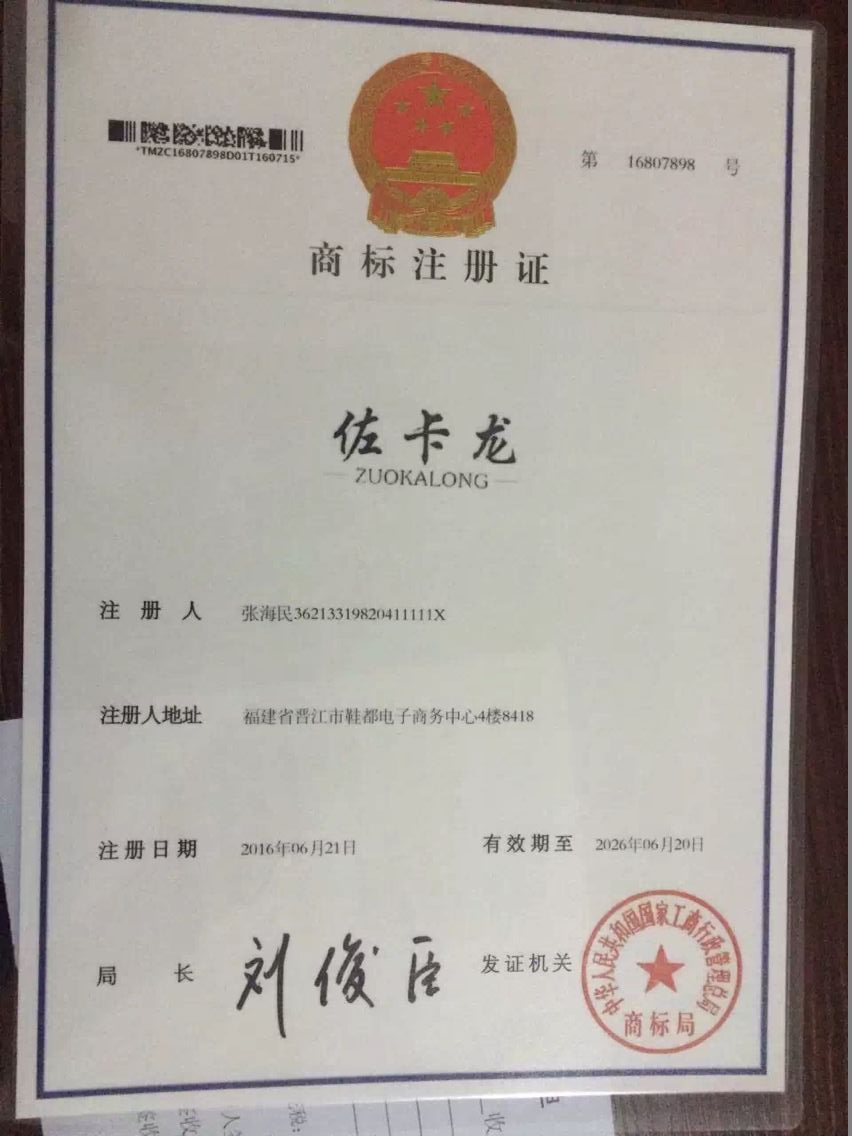 *TMZC16807898D01T160715*
第 16807898 号
商标注册证
佐卡龙
ZUOKALONG
注册人 张海民36213319820411111X
注册人地址 福建省晋江市鞋都电子商务中心4楼8418
注册日期 2016年06月21日 有效期至 2026年06月20日
局长 刘俊臣 发证机关
中华人民共和国国家工商行政管理总局
商标局